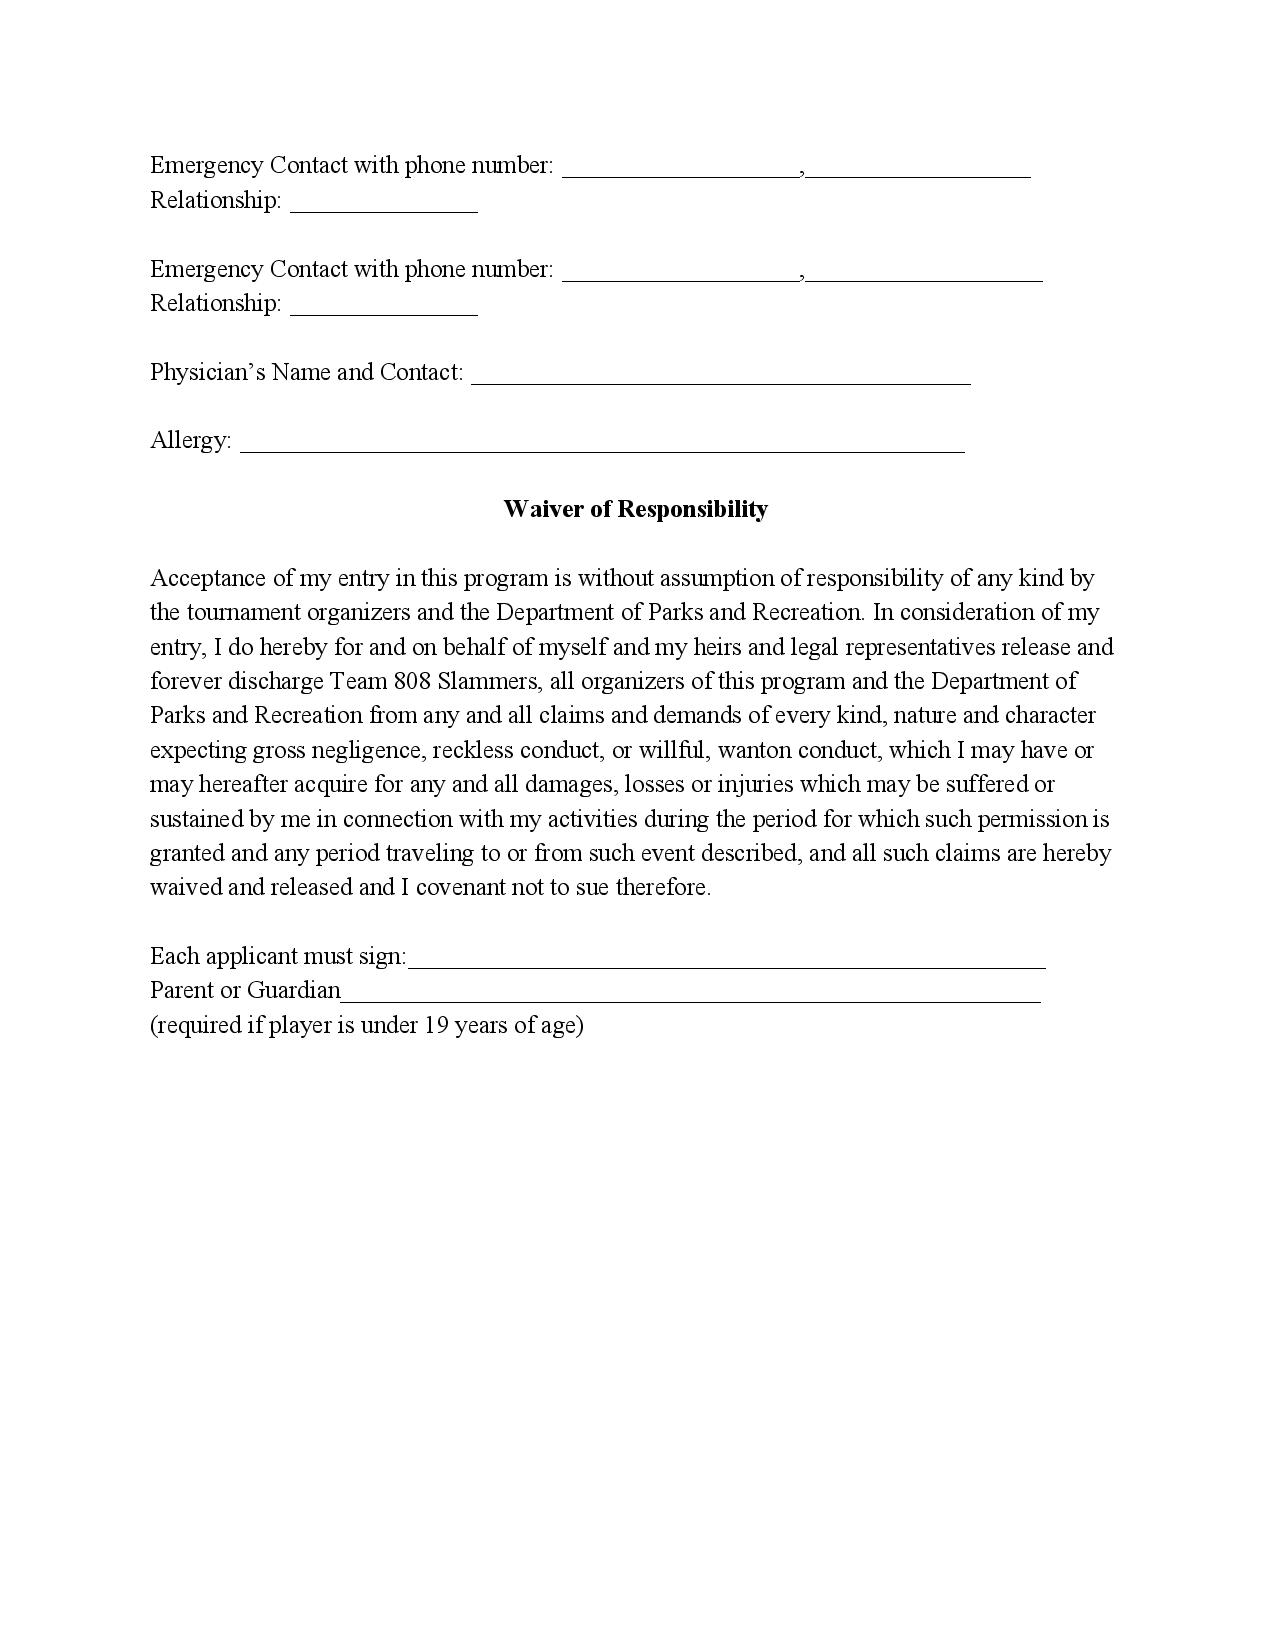 Emergency Contact with phone number: ___________________,__________________
Relationship: _______________
Emergency Contact with phone number: ___________________,___________________
Relationship: _______________
Physician’s Name and Contact: ________________________________________
Allergy: __________________________________________________________
Waiver of Responsibility
Acceptance of my entry in this program is without assumption of responsibility of any kind by
the tournament organizers and the Department of Parks and Recreation. In consideration of my
entry, I do hereby for and on behalf of myself and my heirs and legal representatives release and
forever discharge Team 808 Slammers, all organizers of this program and the Department of
Parks and Recreation from any and all claims and demands of every kind, nature and character
expecting gross negligence, reckless conduct, or willful, wanton conduct, which I may have or
may hereafter acquire for any and all damages, losses or injuries which may be suffered or
sustained by me in connection with my activities during the period for which such permission is
granted and any period traveling to or from such event described, and all such claims are hereby
waived and released and I covenant not to sue therefore.
Each applicant must sign:___________________________________________________
Parent or Guardian________________________________________________________
(required if player is under 19 years of age)